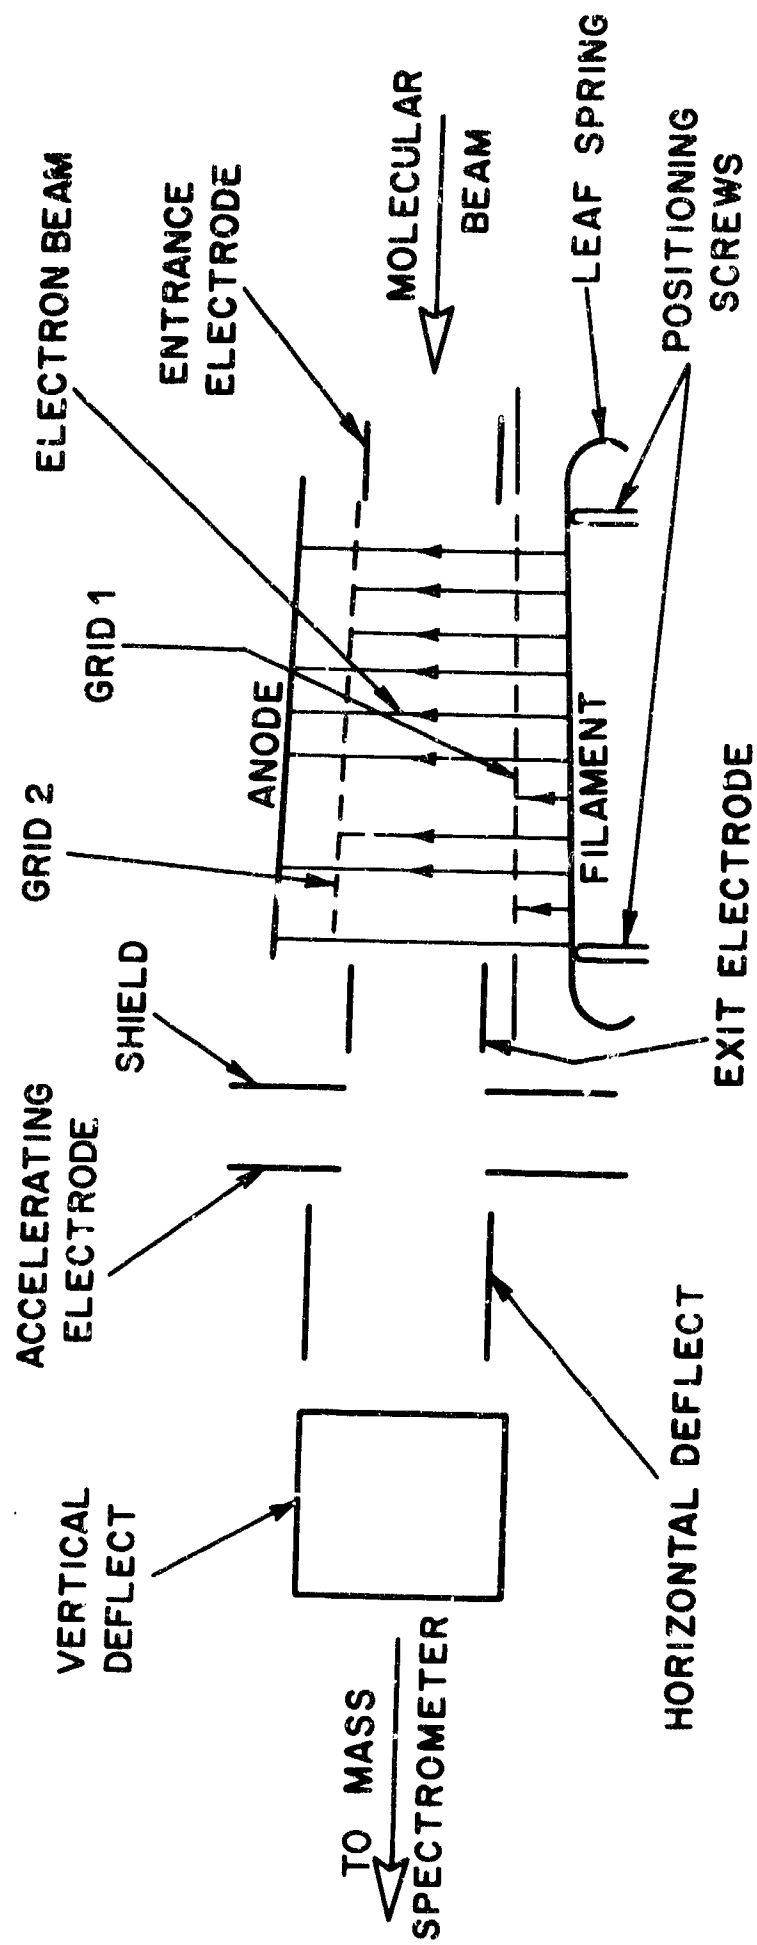 ELECTRON BEAM
ENTRANCE
ELECTRODE
MOLECULAR
BEAM
LEAF SPRING
POSITIONING
SCREWS
GRID 1
GRID 2
ANODE
FILAMENT
SHIELD
EXIT ELECTRODE
ACCELERATING
ELECTRODE
VERTICAL
DEFLECT
HORIZONTAL DEFLECT
TO MASS
SPECTROMETER